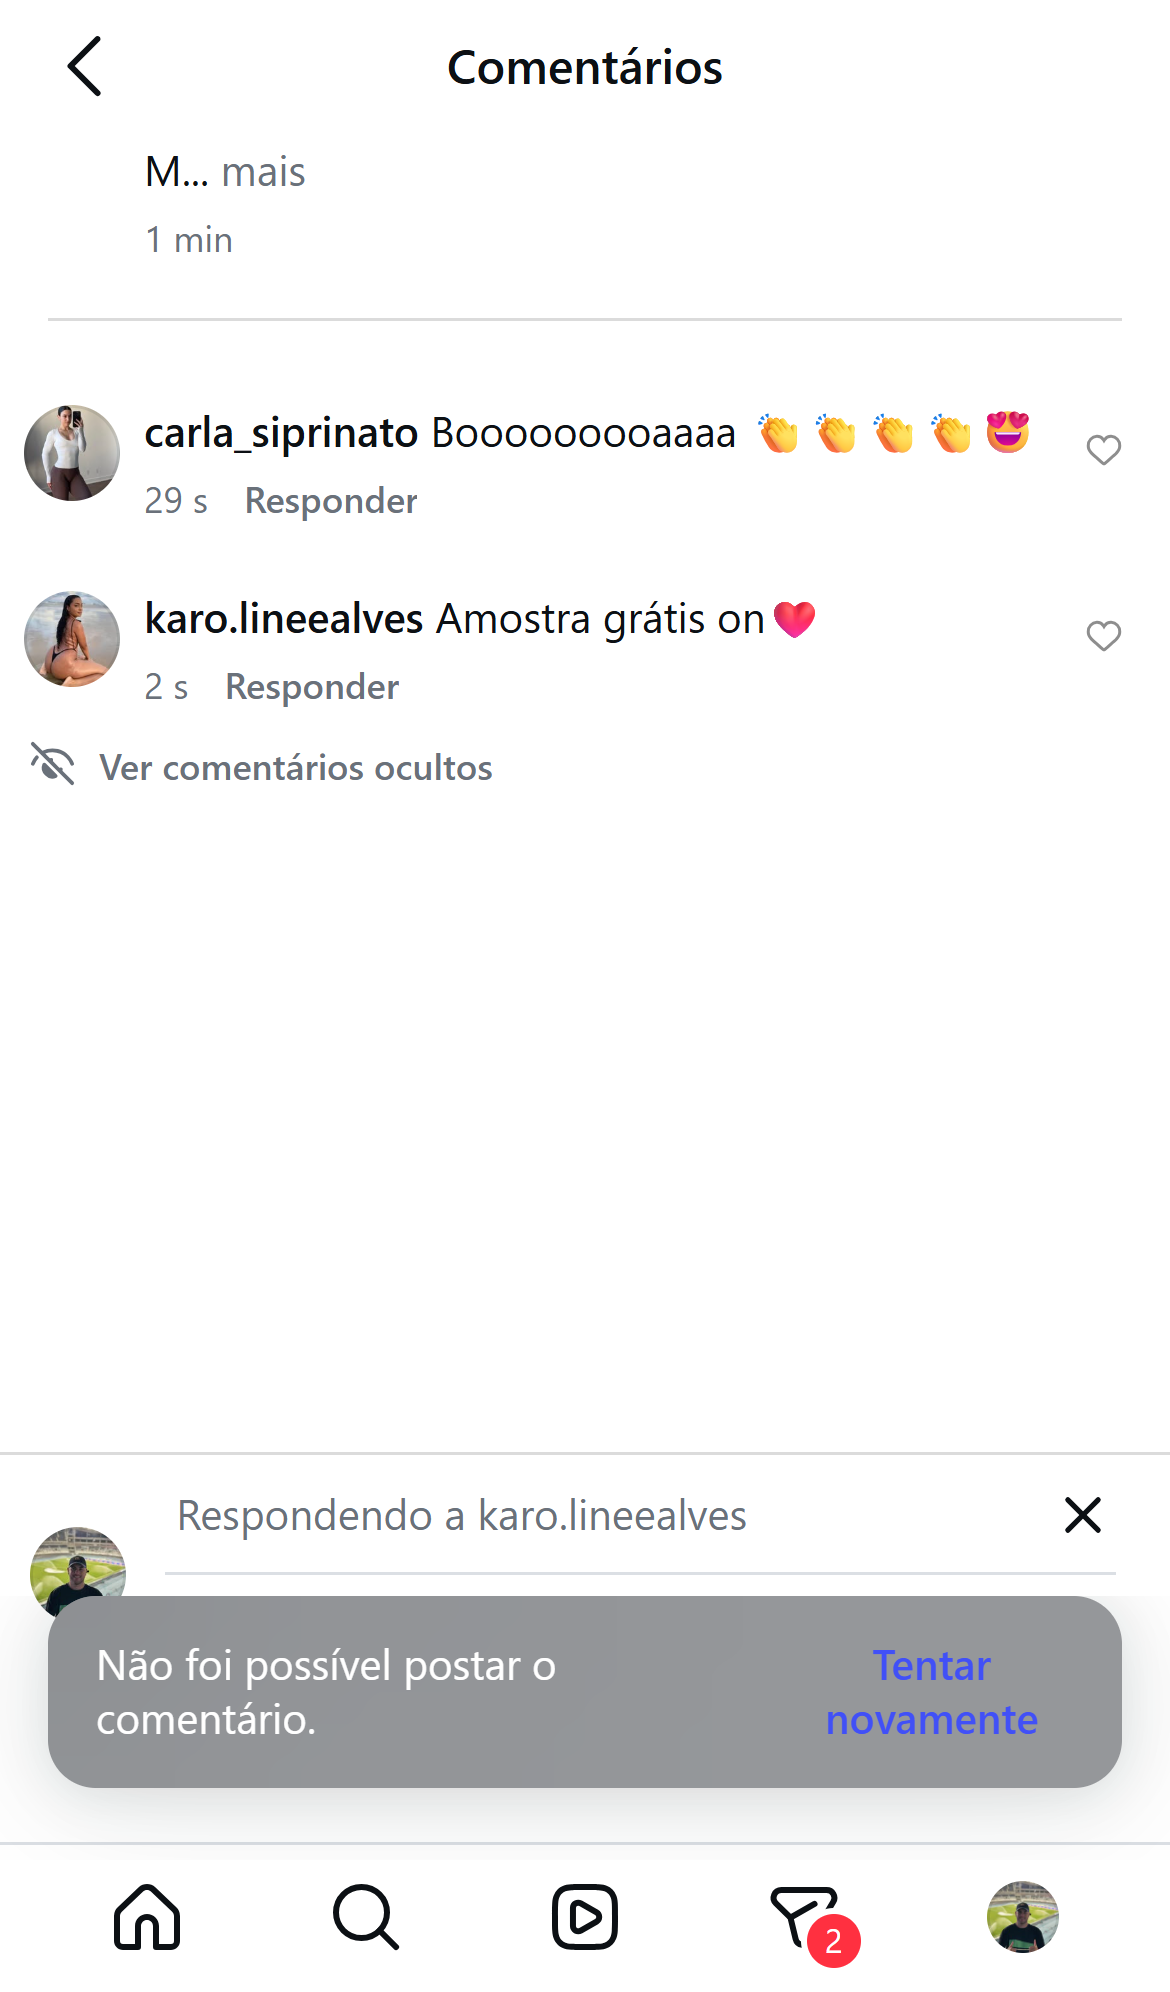 Comentários
M... mais
1 min
carla_siprinato Booooooooaaaa 👏 👏 👏 👏 😍
29 s Responder
karo.lineealves Amostra grátis on❤️
2 s Responder
Ver comentários ocultos
Respondendo a karo.lineealves
Não foi possível postar o
comentário.
Tentar
novamente
2